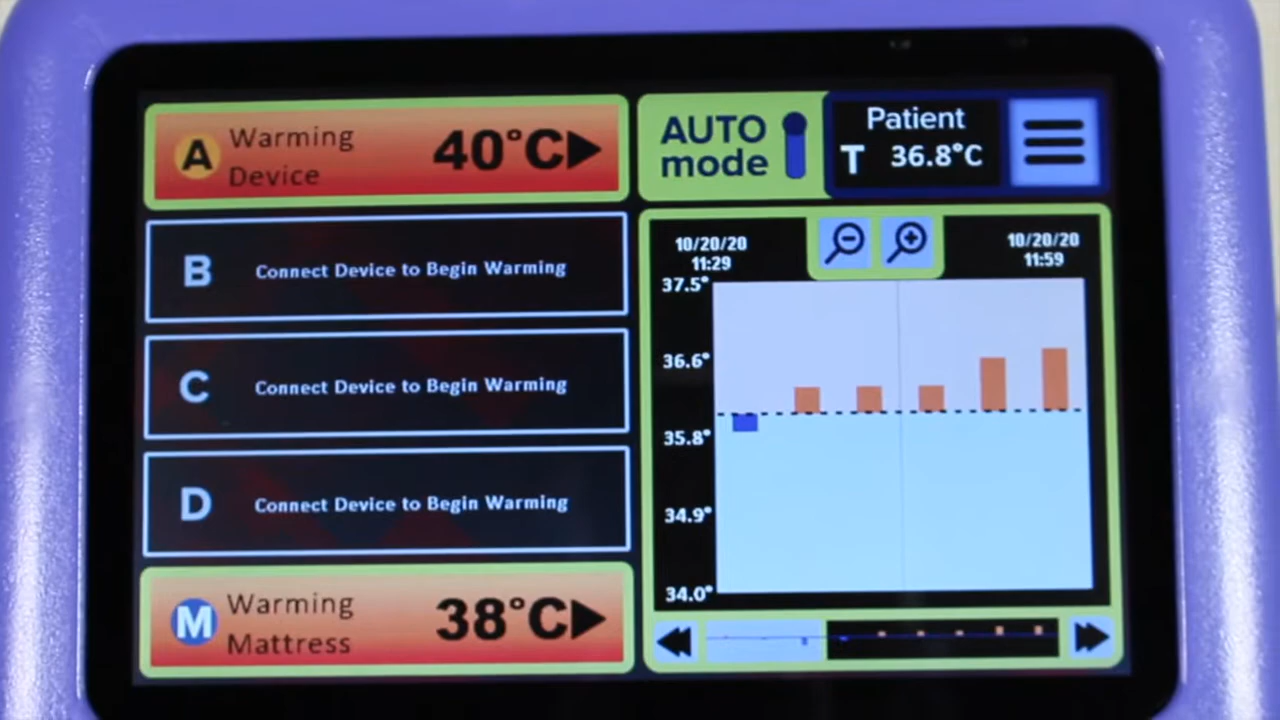 A
Warming
Device
40°C
AUTO
mode
Patient
T 36.8°C
B Connect Device to Begin Warming
C Connect Device to Begin Warming
D Connect Device to Begin Warming
M
Warming
Mattress
38°C
10/20/20
11:29
10/20/20
11:59
37.5°
36.6°
35.8°
34.9°
34.0°